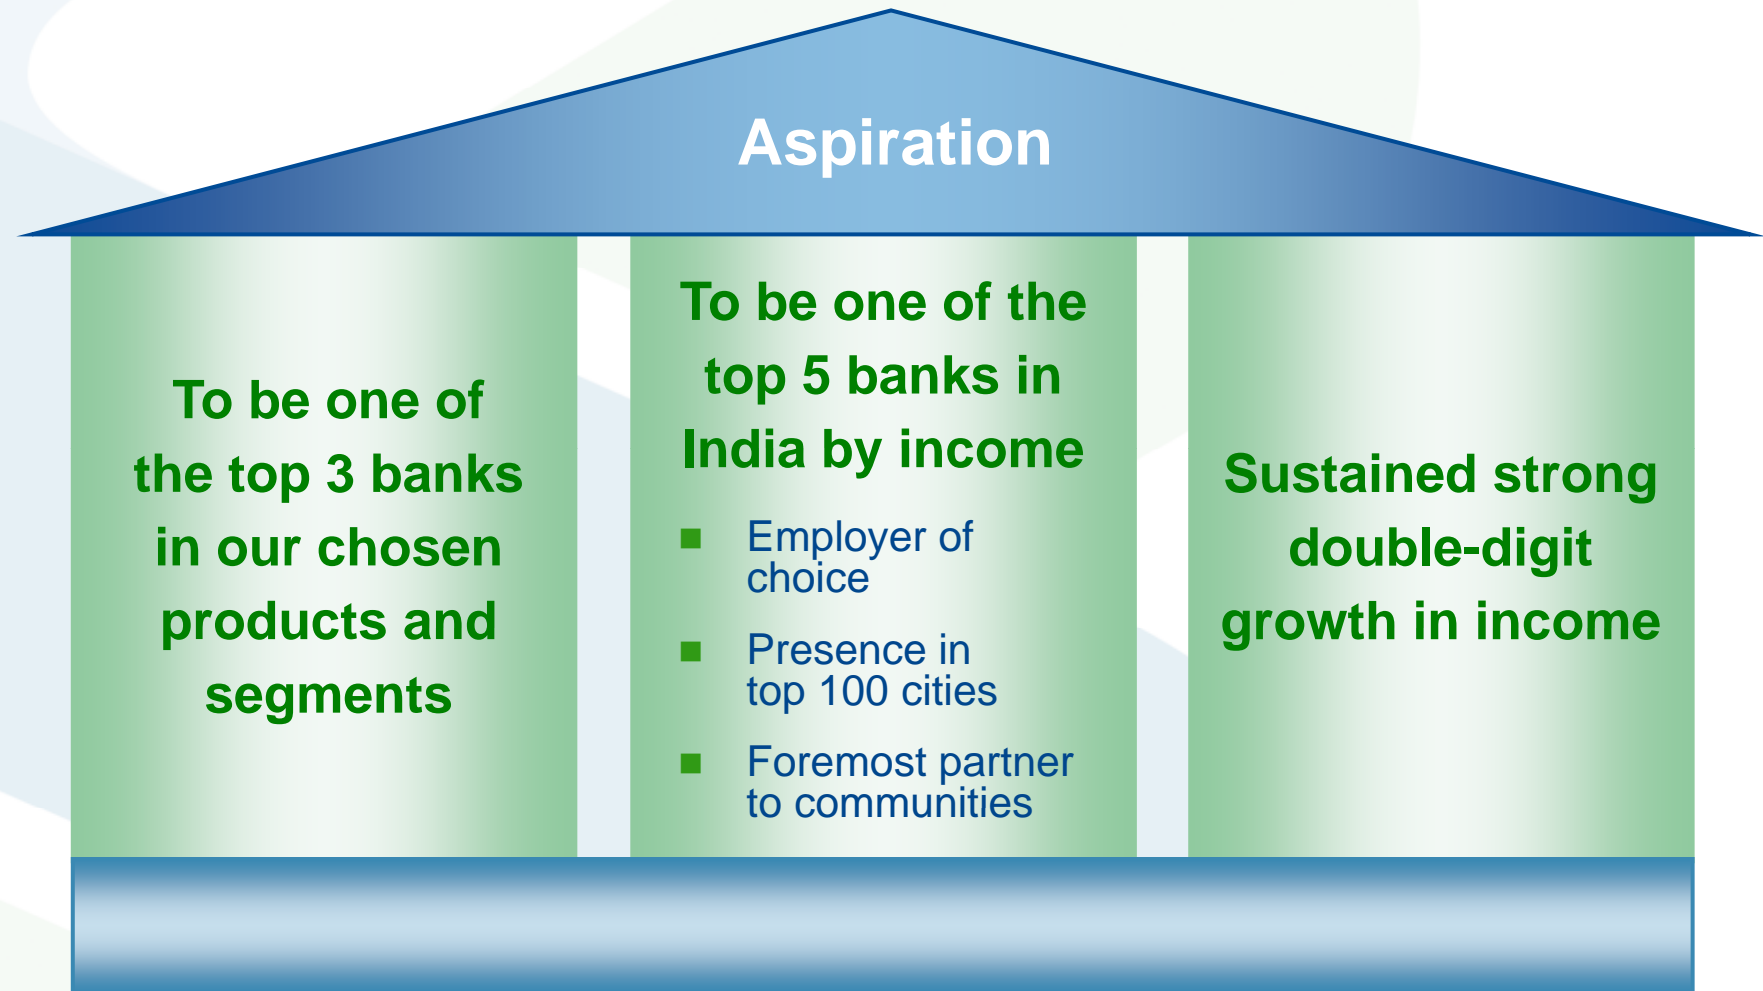 Aspiration
To be one of
the top 3 banks
in our chosen
products and
segments
To be one of the
top 5 banks in
India by income
Employer of
choice
Presence in
top 100 cities
Foremost partner
to communities
Sustained strong
double-digit
growth in income